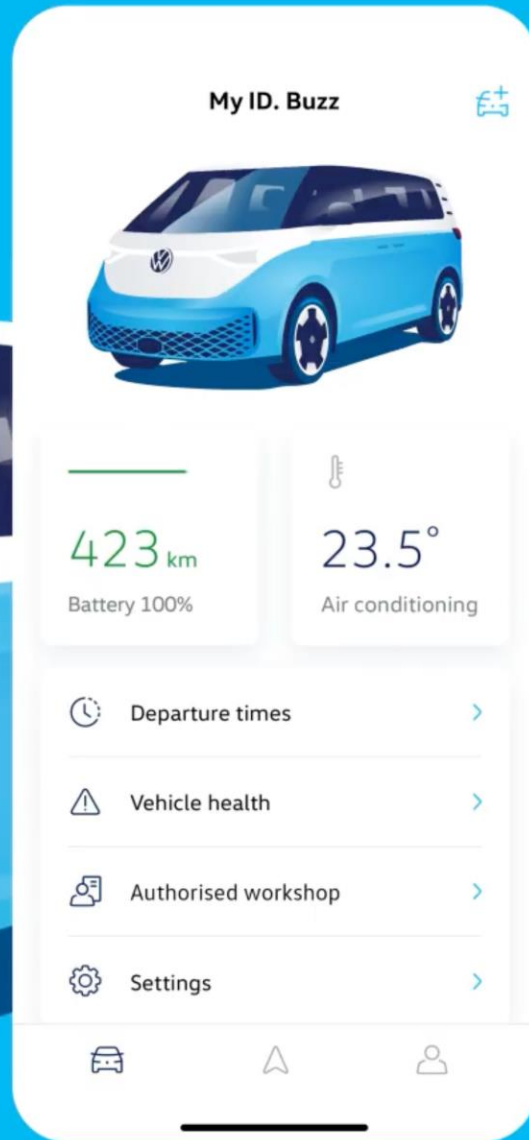 My ID. Buzz
423 km
Battery 100%
23.5°
Air conditioning
Departure times
Vehicle health
Authorised workshop
Settings